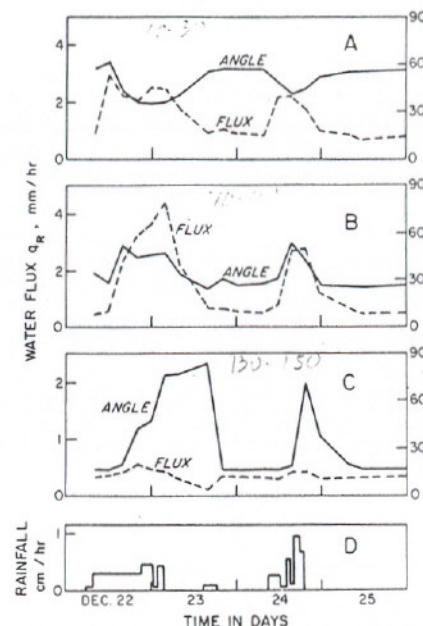 90
4
A
ANGLE
60
2
30
FLUX
0
0
WATER FLUX qR, mm/hr
90
4
B
FLUX
60
2
ANGLE
30
0
0
130-150
90
2
C
ANGLE
60
1
30
FLUX
0
0
RAINFALL
cm/hr
1
D
0
DEC. 22
23
24
25
TIME IN DAYS